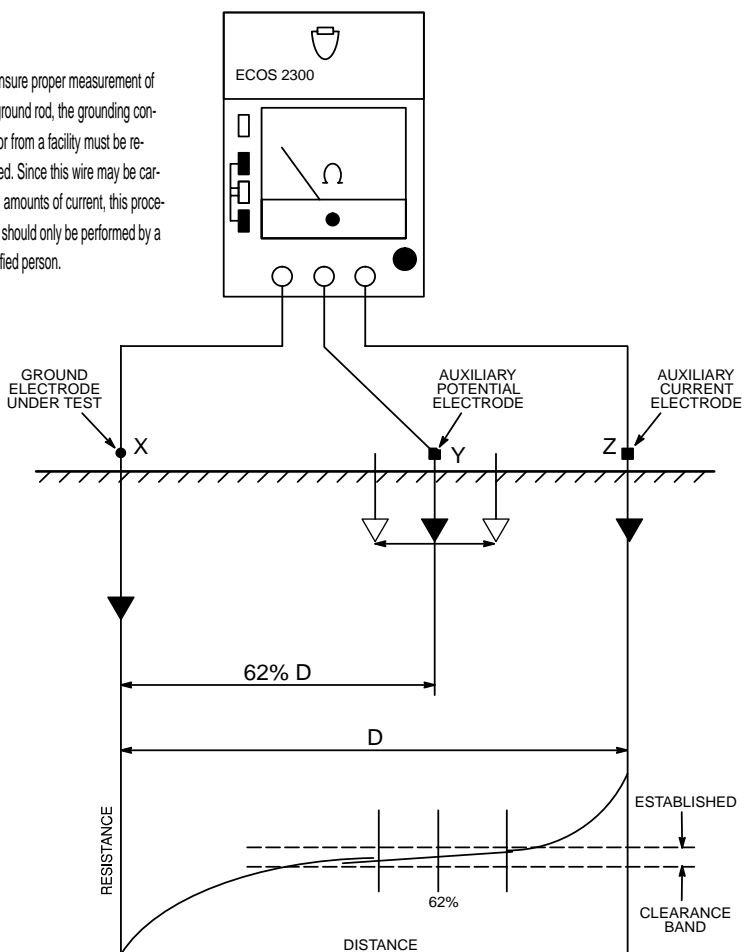 ECOS 2300
nsure proper measurement of
ground rod, the grounding con-
or from a facility must be re-
ed. Since this wire may be car-
amounts of current, this proce-
should only be performed by a
fied person.
Ω
GROUND
ELECTRODE
UNDER TEST
AUXILIARY
POTENTIAL
ELECTRODE
AUXILIARY
CURRENT
ELECTRODE
X
Y
Z
62% D
D
RESISTANCE
ESTABLISHED
62%
CLEARANCE
BAND
DISTANCE